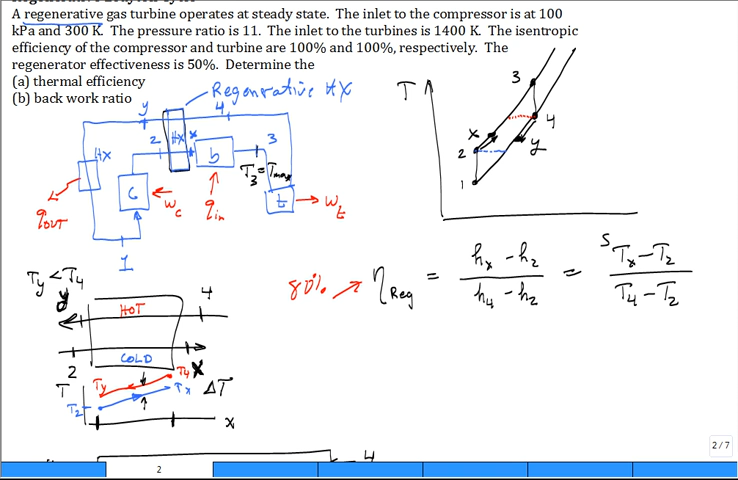 A regenerative gas turbine operates at steady state. The inlet to the compressor is at 100
kPa and 300 K. The pressure ratio is 11. The inlet to the turbines is 1400 K. The isentropic
efficiency of the compressor and turbine are 100% and 100%, respectively. The
regenerator effectiveness is 50%. Determine the
(a) thermal efficiency
(b) back work ratio
Regenerative HX
y
4
HX
2
HX
x
b
3
T3 = Tmax
qout
C
Wc
qin
t
Wt
1
T
3
4
x
2
y
1
S
80%
ηReg = (hx - h2) / (h4 - h2) = (Tx - T2) / (T4 - T2)
Ty < T4
y
4
HOT
COLD
2
x
T
Ty
T4
Tx
ΔT
T2
x
4
2 / 7
2